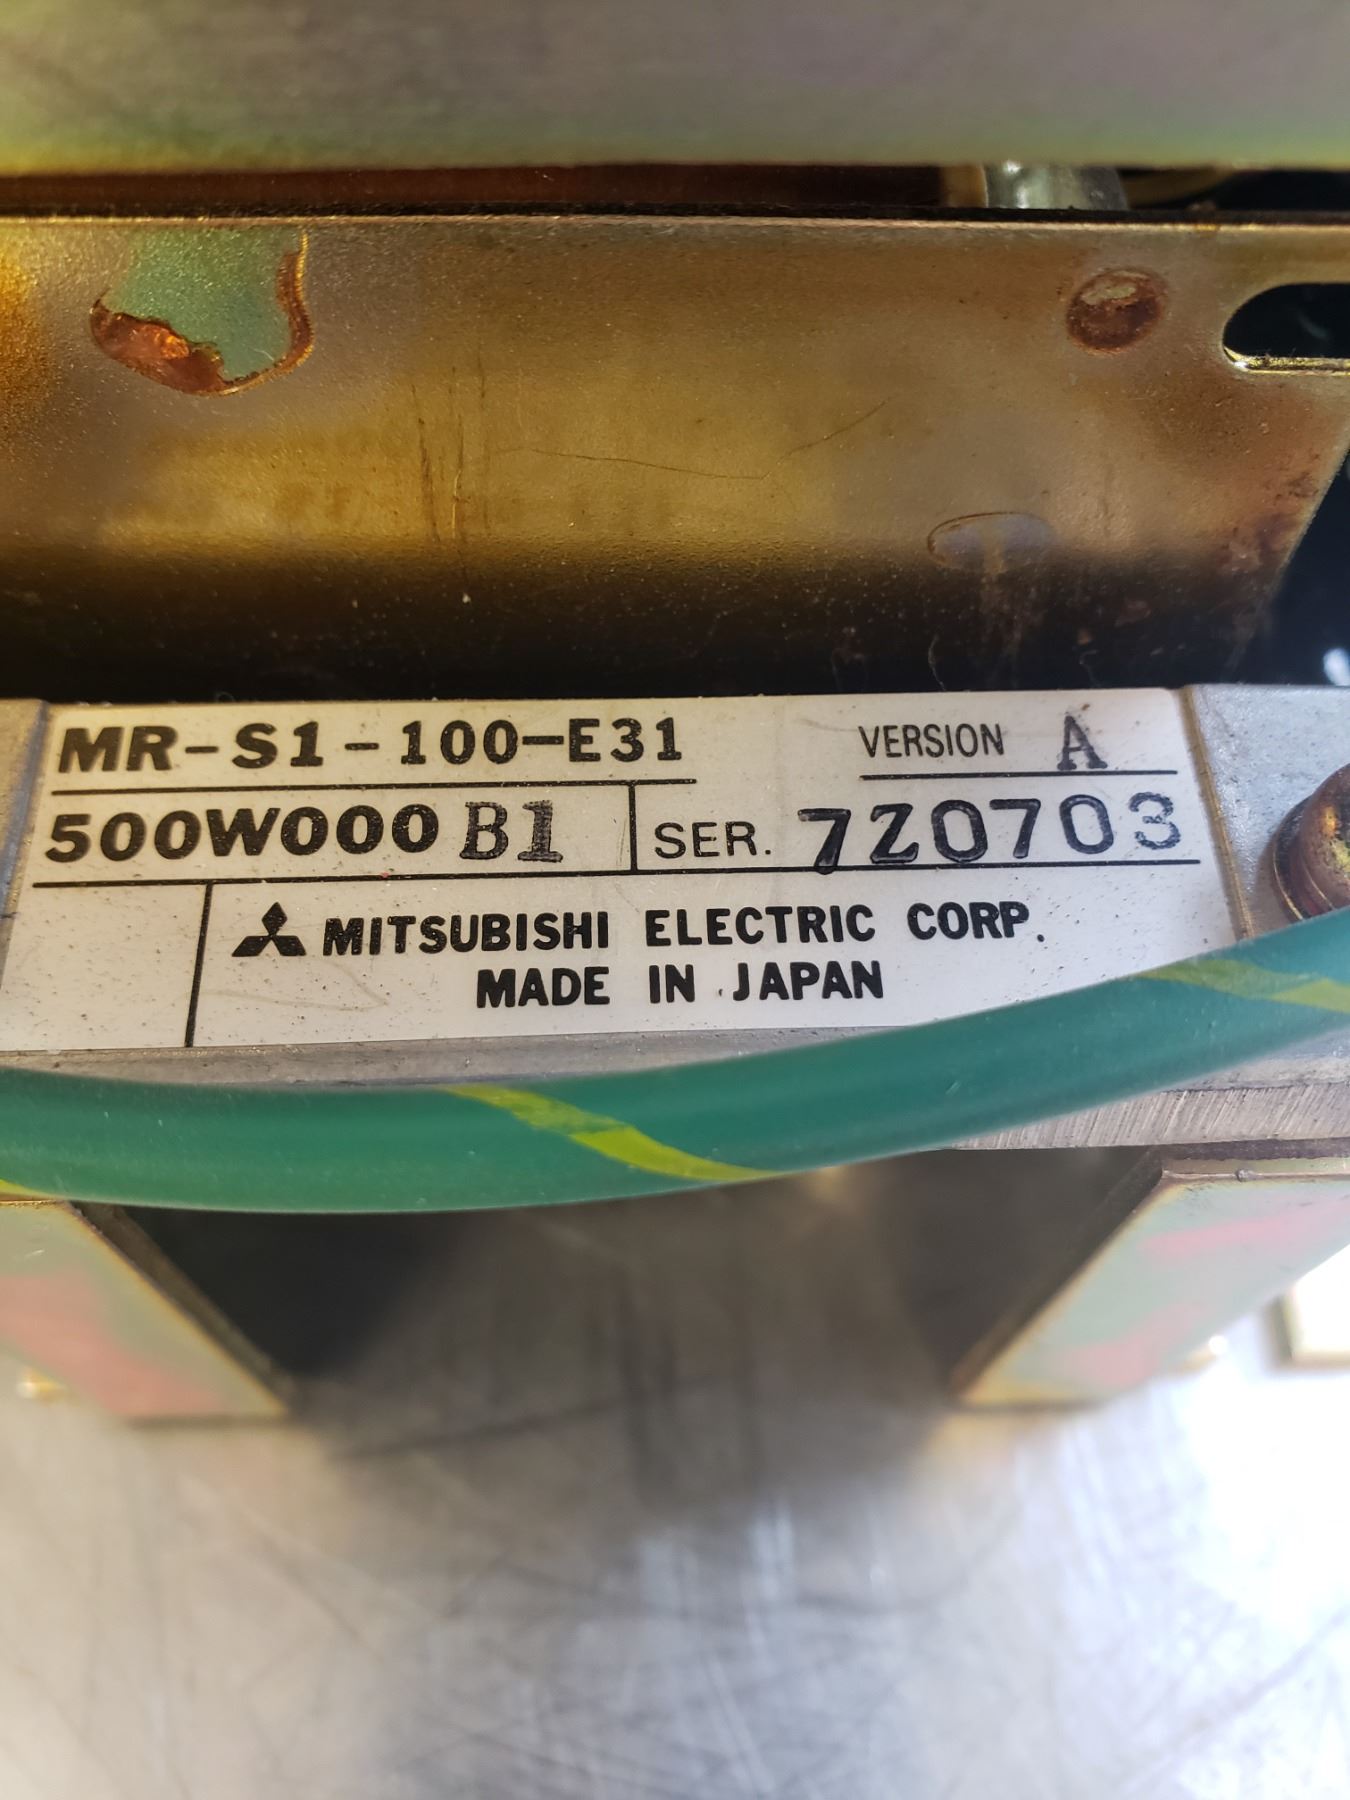 MR-S1-100-E31 VERSION A
500W000 B1 SER. 7Z0703
MITSUBISHI ELECTRIC CORP.
MADE IN JAPAN